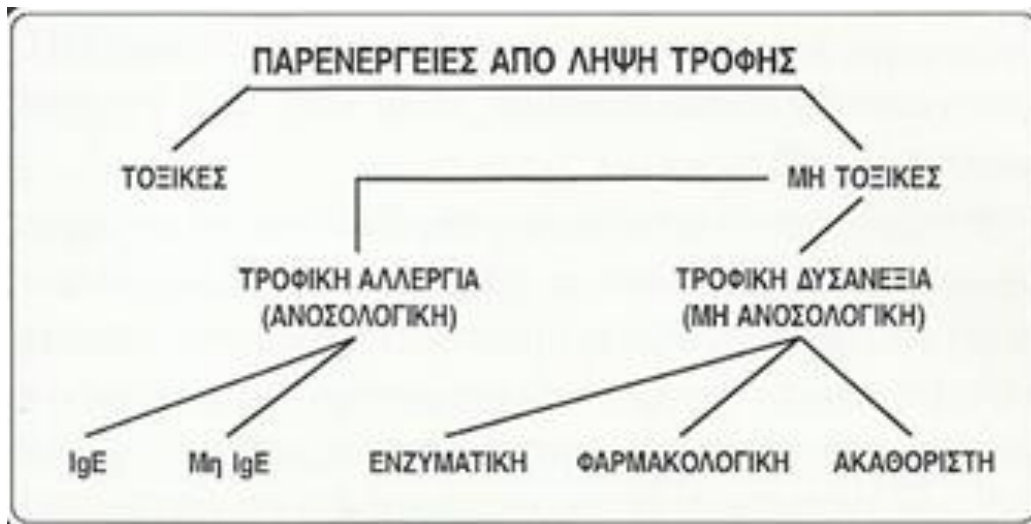 ΠΑΡΕΝΕΡΓΕΙΕΣ ΑΠΟ ΛΗΨΗ ΤΡΟΦΗΣ
ΤΟΞΙΚΕΣ
ΜΗ ΤΟΞΙΚΕΣ
ΤΡΟΦΙΚΗ ΑΛΛΕΡΓΙΑ
(ΑΝΟΣΟΛΟΓΙΚΗ)
ΤΡΟΦΙΚΗ ΔΥΣΑΝΕΞΙΑ
(ΜΗ ΑΝΟΣΟΛΟΓΙΚΗ)
IgE
Μη IgE
ΕΝΖΥΜΑΤΙΚΗ
ΦΑΡΜΑΚΟΛΟΓΙΚΗ
ΑΚΑΘΟΡΙΣΤΗ